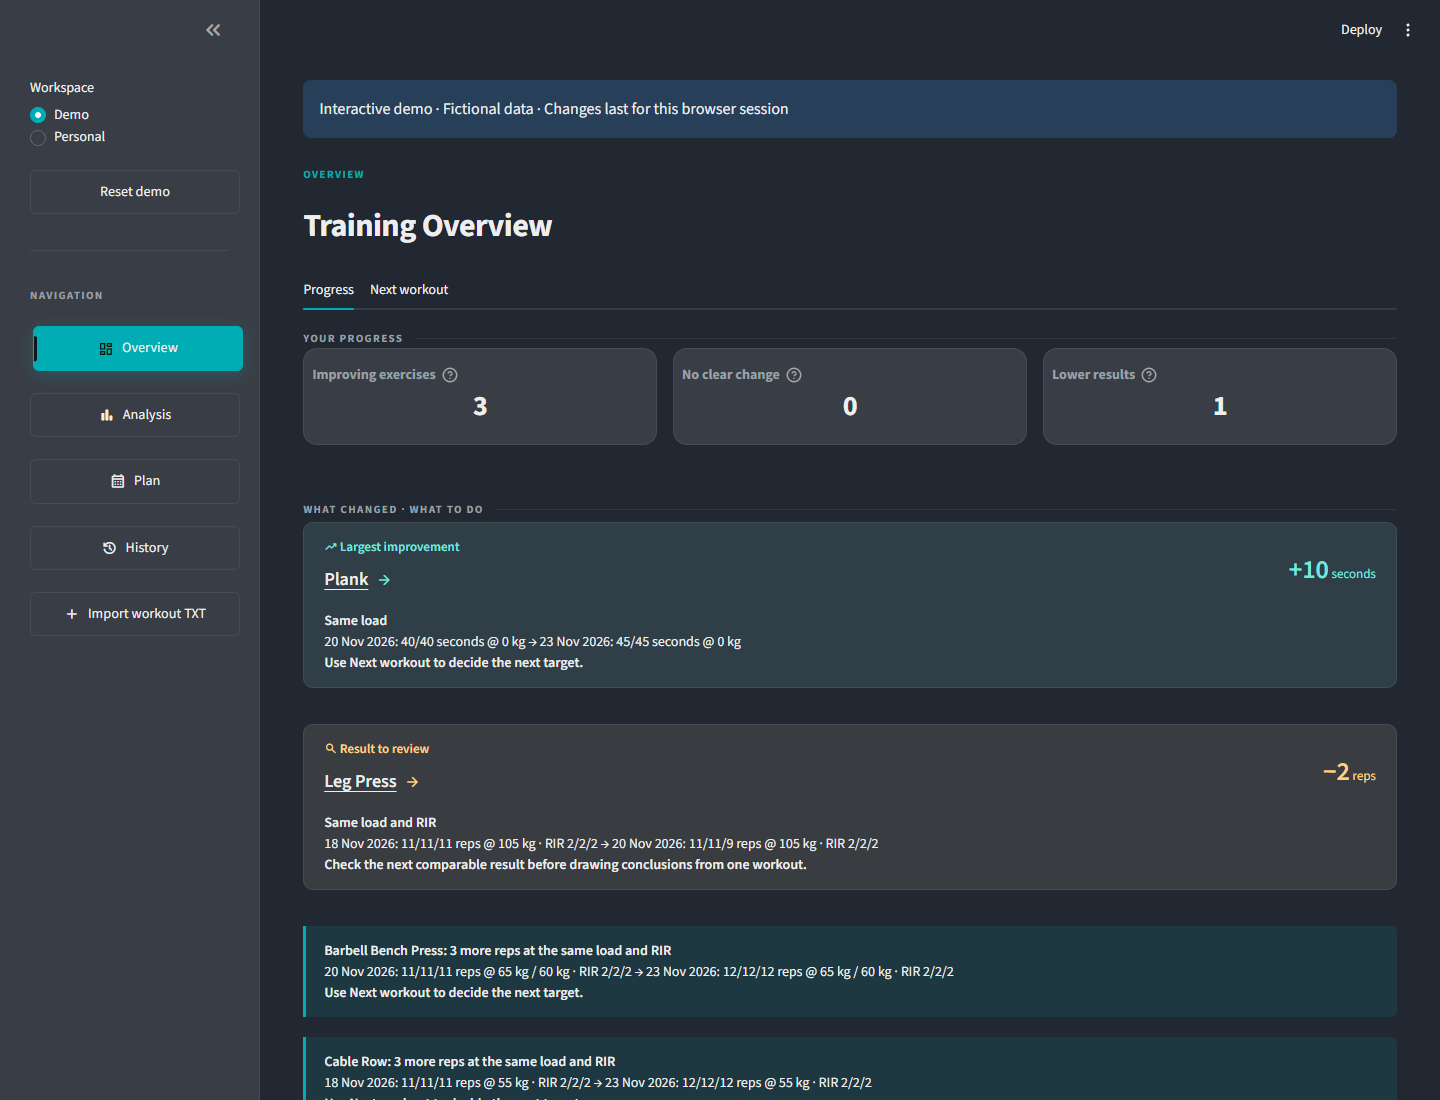 Deploy
Workspace
Demo
Personal
Reset demo
NAVIGATION
Overview
Analysis
Plan
History
Import workout TXT
Interactive demo · Fictional data · Changes last for this browser session
OVERVIEW
Training Overview
Progress Next workout
YOUR PROGRESS
Improving exercises
3
No clear change
0
Lower results
1
WHAT CHANGED · WHAT TO DO
Largest improvement
Plank →
+10 seconds
Same load
20 Nov 2026: 40/40 seconds @ 0 kg → 23 Nov 2026: 45/45 seconds @ 0 kg
Use Next workout to decide the next target.
Result to review
Leg Press →
−2 reps
Same load and RIR
18 Nov 2026: 11/11/11 reps @ 105 kg · RIR 2/2/2 → 20 Nov 2026: 11/11/9 reps @ 105 kg · RIR 2/2/2
Check the next comparable result before drawing conclusions from one workout.
Barbell Bench Press: 3 more reps at the same load and RIR
20 Nov 2026: 11/11/11 reps @ 65 kg / 60 kg · RIR 2/2/2 → 23 Nov 2026: 12/12/12 reps @ 65 kg / 60 kg · RIR 2/2/2
Use Next workout to decide the next target.
Cable Row: 3 more reps at the same load and RIR
18 Nov 2026: 11/11/11 reps @ 55 kg · RIR 2/2/2 → 23 Nov 2026: 12/12/12 reps @ 55 kg · RIR 2/2/2